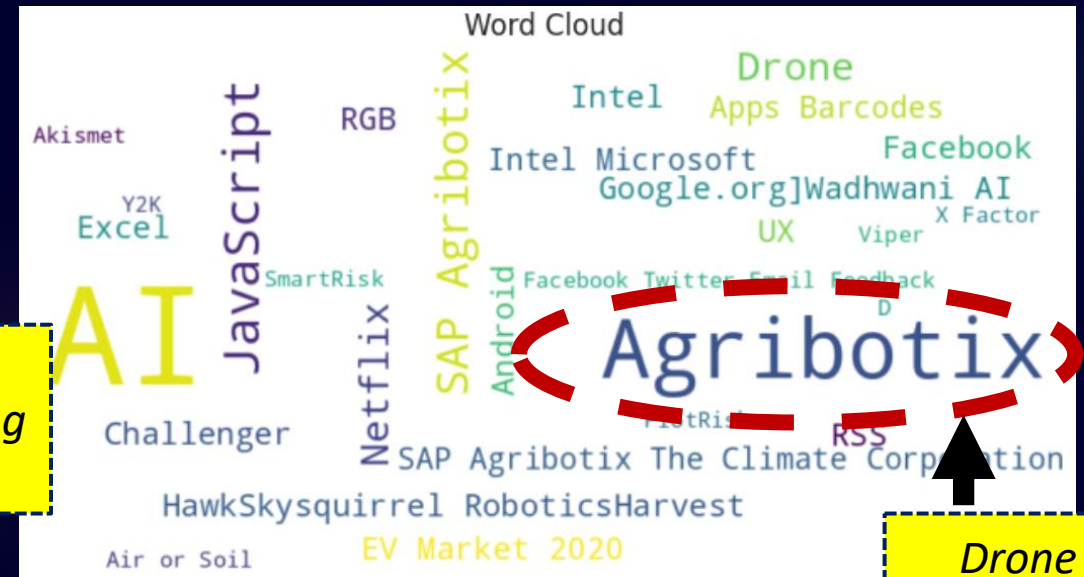 Word Cloud
Drone
Intel
Apps Barcodes
Akismet
JavaScript
RGB
SAP Agribotix
Intel Microsoft
Facebook
Google.org]Wadhwani AI
Y2K
X Factor
Excel
UX
Viper
SmartRisk
Facebook Twitter Email Feedback
Android
D
AI
Netflix
Agribotix
g
Challenger
RSS
SAP Agribotix The Climate Corporation
HawkSkysquirrel RoboticsHarvest
EV Market 2020
Air or Soil
Drone